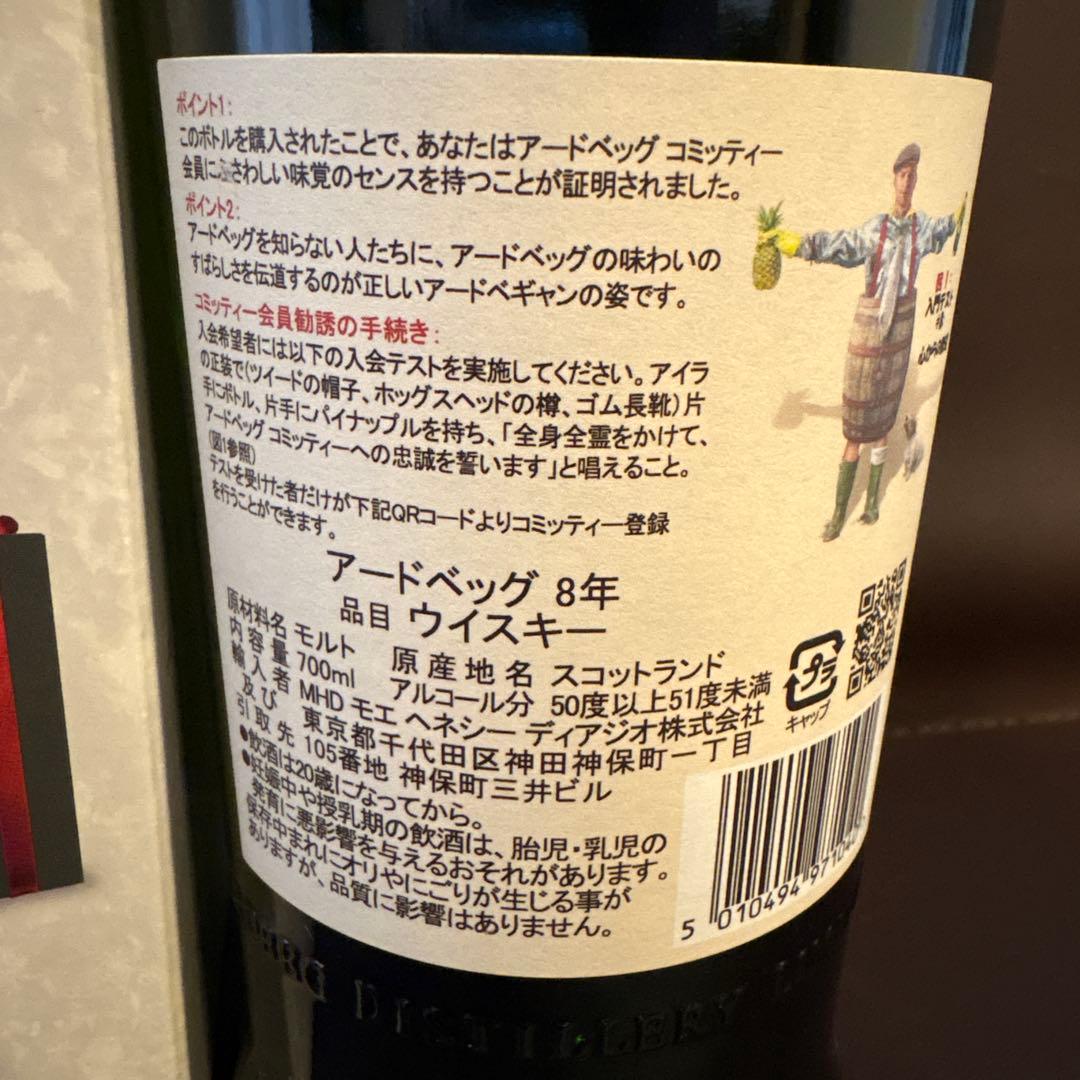 ポイント1:
このボトルを購入されたことで、あなたはアードベッグ コミッティー
会員にふさわしい味覚のセンスを持つことが証明されました。
ポイント2:
アードベッグを知らない人たちに、アードベッグの味わいの
すばらしさを伝道するのが正しいアードベギャンの姿です。
コミッティー会員勧誘の手続き:
入会希望者には以下の入会テストを実施してください。アイラ
の正装で(ツイードの帽子、ホッグスヘッドの樽、ゴム長靴)片
手にボトル、片手にパイナップルを持ち、「全身全霊をかけて、
アードベッグ コミッティーへの忠誠を誓います」と唱えること。
(図1参照)
テストを受けた者だけが下記QRコードよりコミッティー登録
を行うことができます。
図1:
入門テスト
アードベッグ 8年
品目 ウイスキー
原材料名 モルト 原産地名 スコットランド
内容量 700ml アルコール分 50度以上51度未満
輸入者 MHD モエ ヘネシー ディアジオ株式会社
及び 東京都千代田区神田神保町一丁目
引取先 105番地 神保町三井ビル
●飲酒は20歳になってから。
●妊娠中や授乳期の飲酒は、胎児・乳児の
発育に悪影響を与えるおそれがあります。
保存中まれにオリやにごりが生じる事が
ありますが、品質に影響はありません。
プラ
キャップ
5 010494 97104
DISTILLERY